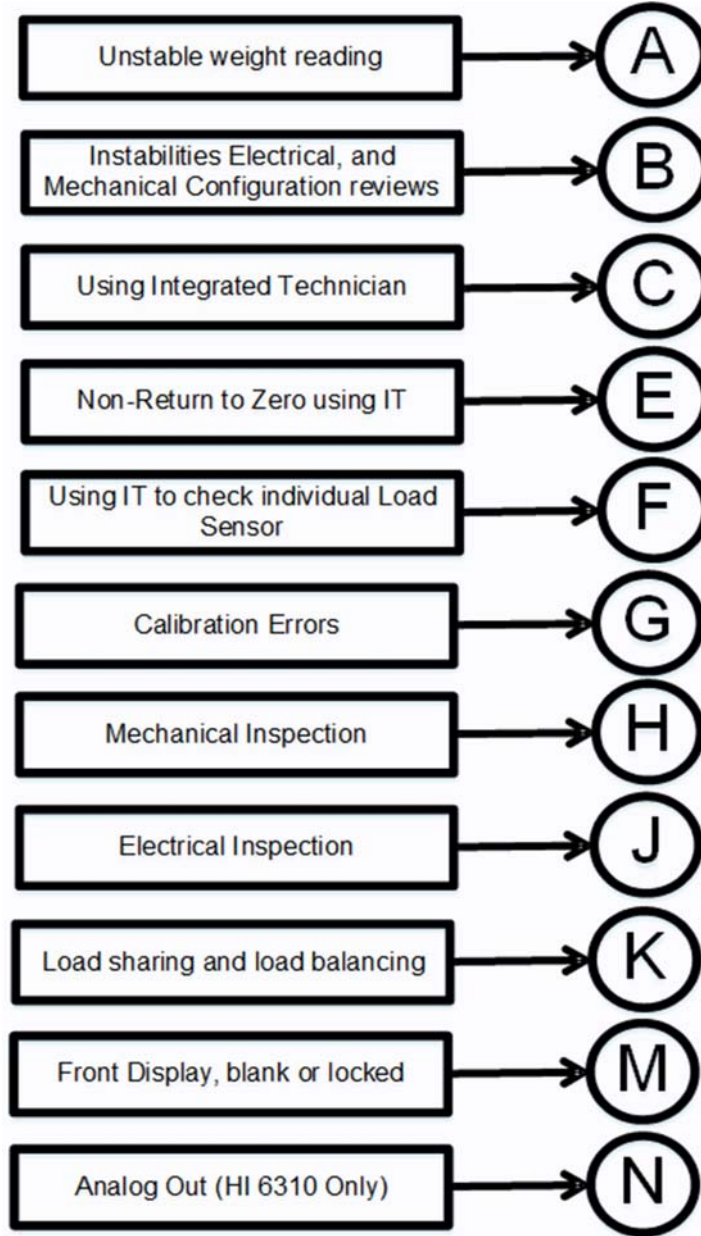 Unstable weight reading A
Instabilities Electrical, and
Mechanical Configuration reviews B
Using Integrated Technician C
Non-Return to Zero using IT E
Using IT to check individual Load
Sensor F
Calibration Errors G
Mechanical Inspection H
Electrical Inspection J
Load sharing and load balancing K
Front Display, blank or locked M
Analog Out (HI 6310 Only) N